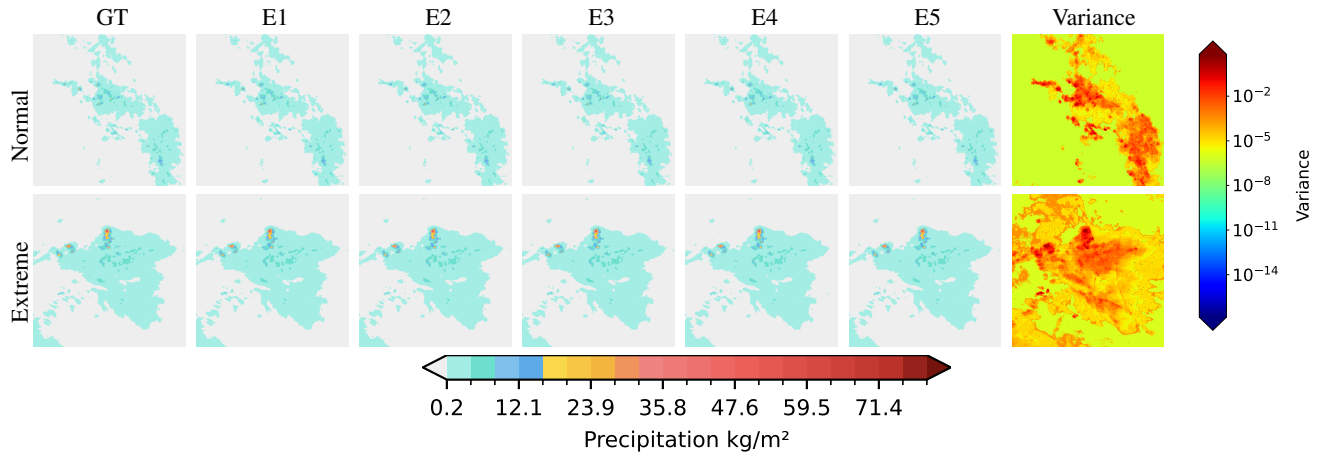 GT E1 E2 E3 E4 E5 Variance
Normal
Extreme
10⁻²
10⁻⁵
10⁻⁸
10⁻¹¹
10⁻¹⁴
Variance
0.2 12.1 23.9 35.8 47.6 59.5 71.4
Precipitation kg/m²